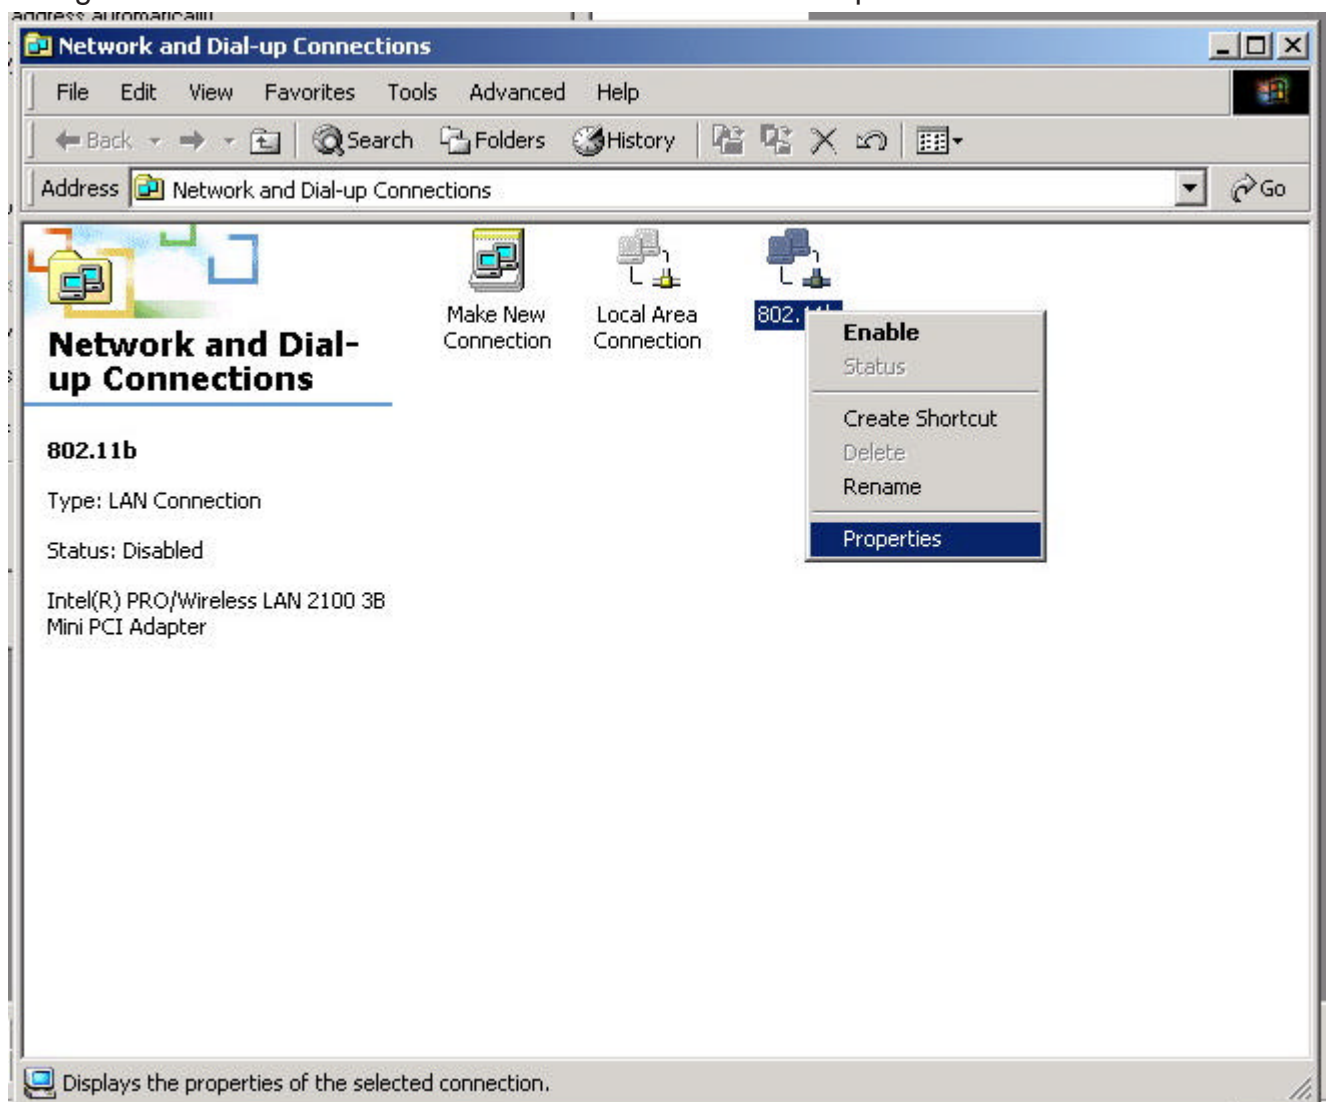 address automatically
Network and Dial-up Connections
File Edit View Favorites Tools Advanced Help
Back Search Folders History
Address Network and Dial-up Connections Go
Make New Connection
Local Area Connection
802.11b
Enable
Status
Create Shortcut
Delete
Rename
Properties
Network and Dial-
up Connections
802.11b
Type: LAN Connection
Status: Disabled
Intel(R) PRO/Wireless LAN 2100 3B
Mini PCI Adapter
Displays the properties of the selected connection.